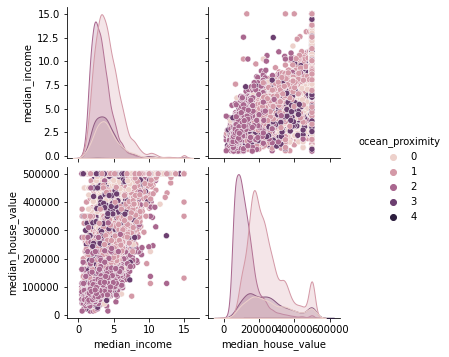 15.0
12.5
10.0
7.5
5.0
2.5
0
median_income
ocean_proximity
0
1
2
3
4
500000
400000
300000
200000
100000
0
median_house_value
0 5 10 15
0 200000 400000 600000
median_income
median_house_value